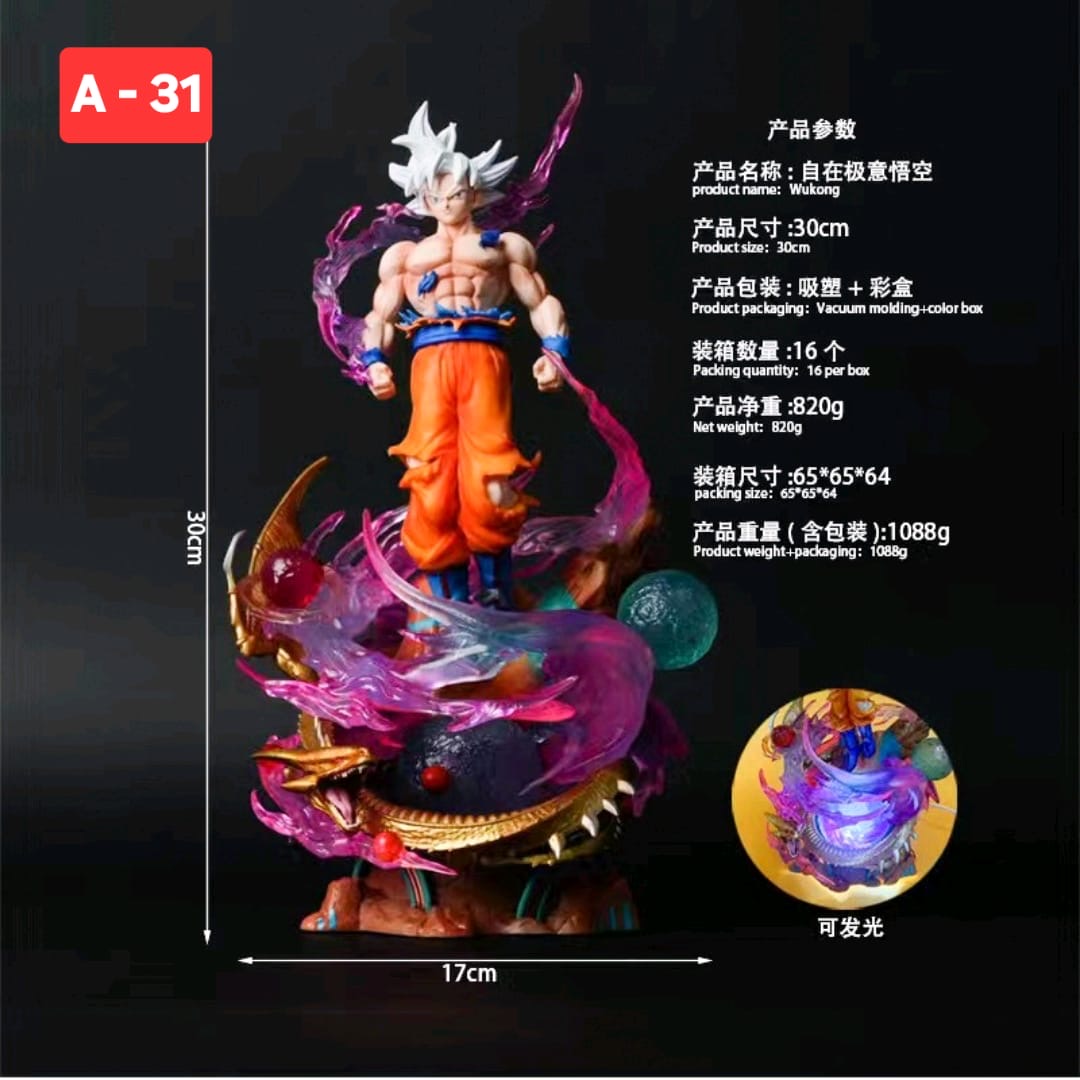 A - 31
产品参数
产品名称 : 自在极意悟空
product name： Wukong
产品尺寸 :30cm
Product size： 30cm
产品包装 : 吸塑 + 彩盒
Product packaging： Vacuum molding+color box
装箱数量 :16 个
Packing quantity： 16 per box
产品净重 :820g
Net weight： 820g
装箱尺寸 :65*65*64
packing size： 65*65*64
产品重量 ( 含包装 ):1088g
Product weight+packaging： 1088g
30cm
可发光
17cm